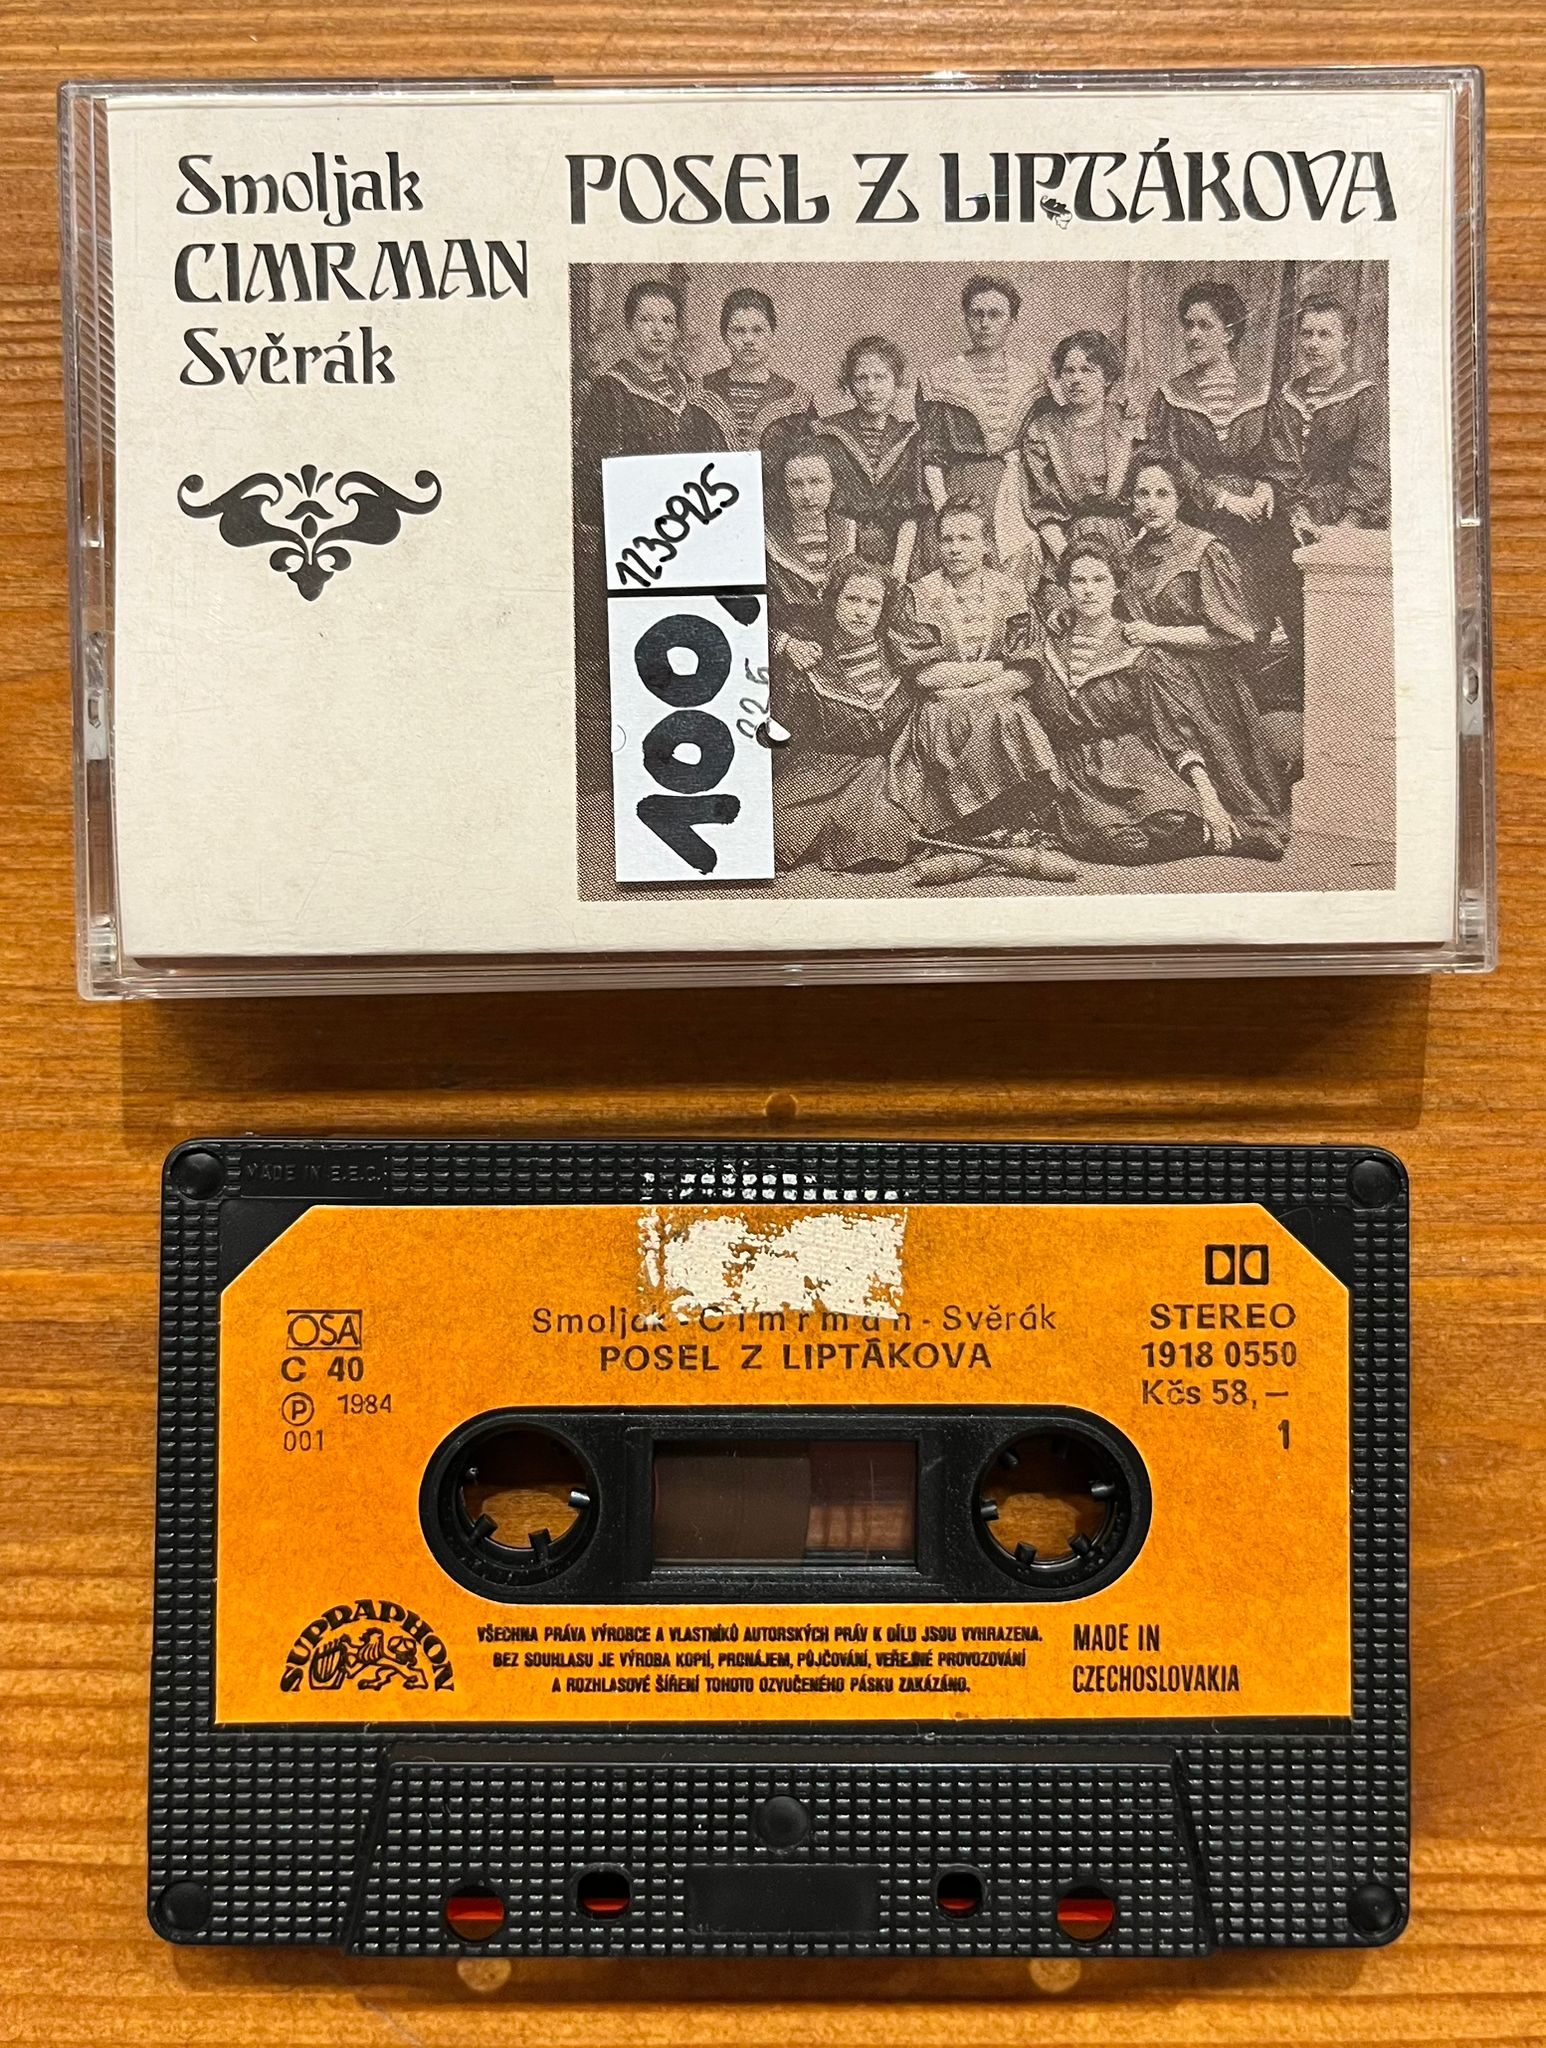 Smoljak
CIMRMAN
Svěrák
POSEL Z LIPTÁKOVA
1230925
100
MADE IN E.E.C.
OSA
C 40
℗ 1984
001
Smoljak - Cimrman - Svěrák
POSEL Z LIPTÁKOVA
STEREO
1918 0550
Kčs 58,—
1
SUPRAPHON
VŠECHNA PRÁVA VÝROBCE A VLASTNÍKŮ AUTORSKÝCH PRÁV K DÍLU JSOU VYHRAZENA.
BEZ SOUHLASU JE VÝROBA KOPIÍ, PRONÁJEM, PŮJČOVÁNÍ, VEŘEJNÉ PROVOZOVÁNÍ
A ROZHLASOVÉ ŠÍŘENÍ TOHOTO OZVUČENÉHO PÁSKU ZAKÁZÁNO.
MADE IN
CZECHOSLOVAKIA